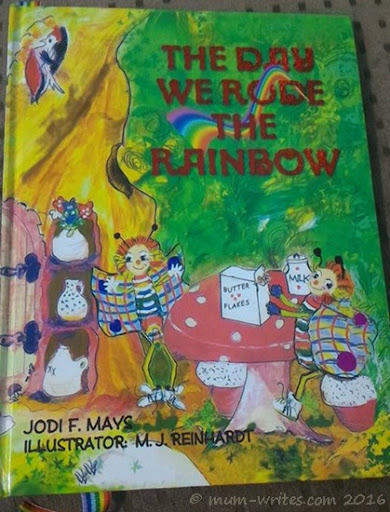 THE DAY
WE RODE
THE
RAINBOW
MILK
BUTTER
FLAKES
JODI F. MAYS
ILLUSTRATOR: M. J. REINHARDT
© mum-writes.com 2016